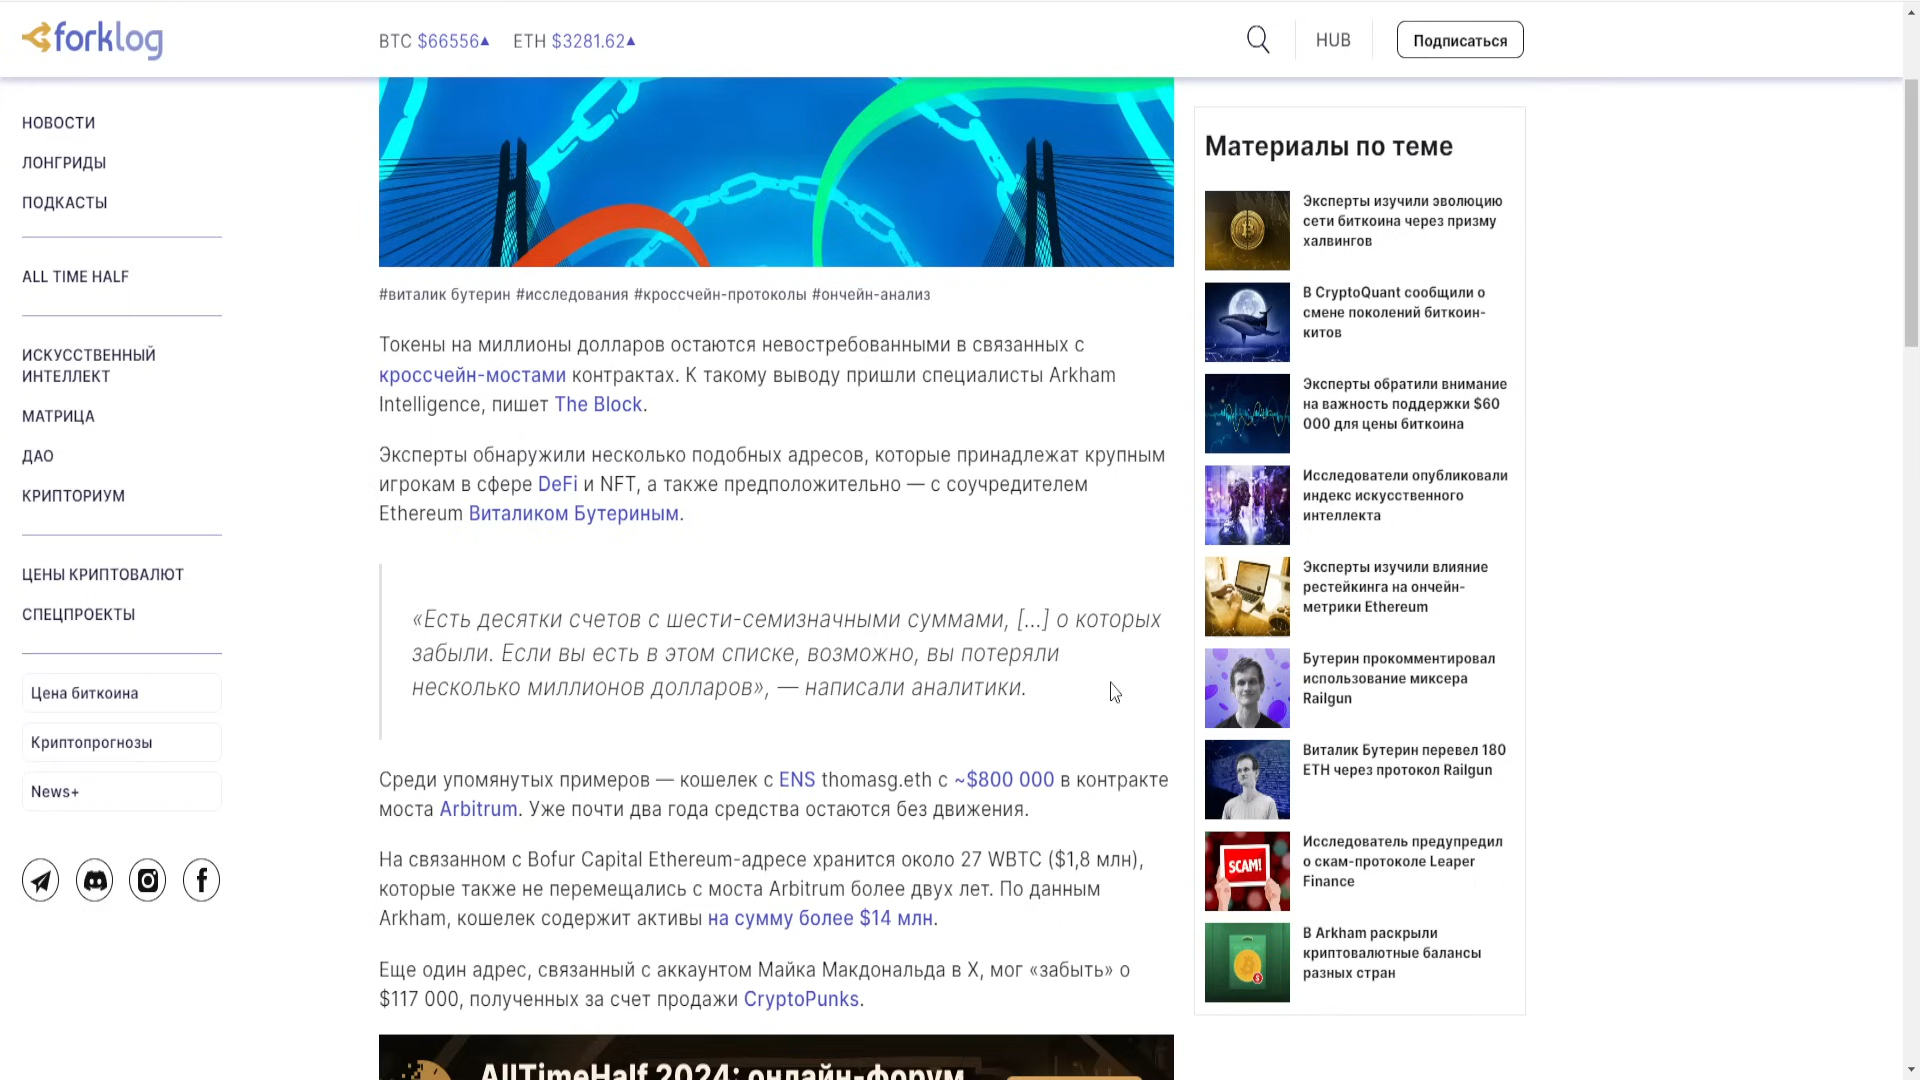 forklog
BTC $66556▲ ETH $3281.62▲
HUB
Подписаться
НОВОСТИ
ЛОНГРИДЫ
ПОДКАСТЫ
ALL TIME HALF
ИСКУССТВЕННЫЙ
ИНТЕЛЛЕКТ
МАТРИЦА
ДАО
КРИПТОРИУМ
ЦЕНЫ КРИПТОВАЛЮТ
СПЕЦПРОЕКТЫ
Цена биткоина
Криптопрогнозы
News+
#виталик бутерин #исследования #кроссчейн-протоколы #ончейн-анализ
Токены на миллионы долларов остаются невостребованными в связанных с
кроссчейн-мостами контрактах. К такому выводу пришли специалисты Arkham
Intelligence, пишет The Block.
Эксперты обнаружили несколько подобных адресов, которые принадлежат крупным
игрокам в сфере DeFi и NFT, а также предположительно — с соучредителем
Ethereum Виталиком Бутериным.
«Есть десятки счетов с шести-семизначными суммами, [...] о которых
забыли. Если вы есть в этом списке, возможно, вы потеряли
несколько миллионов долларов», — написали аналитики.
Среди упомянутых примеров — кошелек с ENS thomasg.eth с ~$800 000 в контракте
моста Arbitrum. Уже почти два года средства остаются без движения.
На связанном с Bofur Capital Ethereum-адресе хранится около 27 WBTC ($1,8 млн),
которые также не перемещались с моста Arbitrum более двух лет. По данным
Arkham, кошелек содержит активы на сумму более $14 млн.
Еще один адрес, связанный с аккаунтом Майка Макдональда в X, мог «забыть» о
$117 000, полученных за счет продажи CryptoPunks.
AllTimeHalf 2024: онлайн-форум
Материалы по теме
Эксперты изучили эволюцию
сети биткоина через призму
халвингов
В CryptoQuant сообщили о
смене поколений биткоин-
китов
Эксперты обратили внимание
на важность поддержки $60
000 для цены биткоина
Исследователи опубликовали
индекс искусственного
интеллекта
Эксперты изучили влияние
рестейкинга на ончейн-
метрики Ethereum
Бутерин прокомментировал
использование миксера
Railgun
Виталик Бутерин перевел 180
ETH через протокол Railgun
SCAM!
Исследователь предупредил
о скам-протоколе Leaper
Finance
В Arkham раскрыли
криптовалютные балансы
разных стран